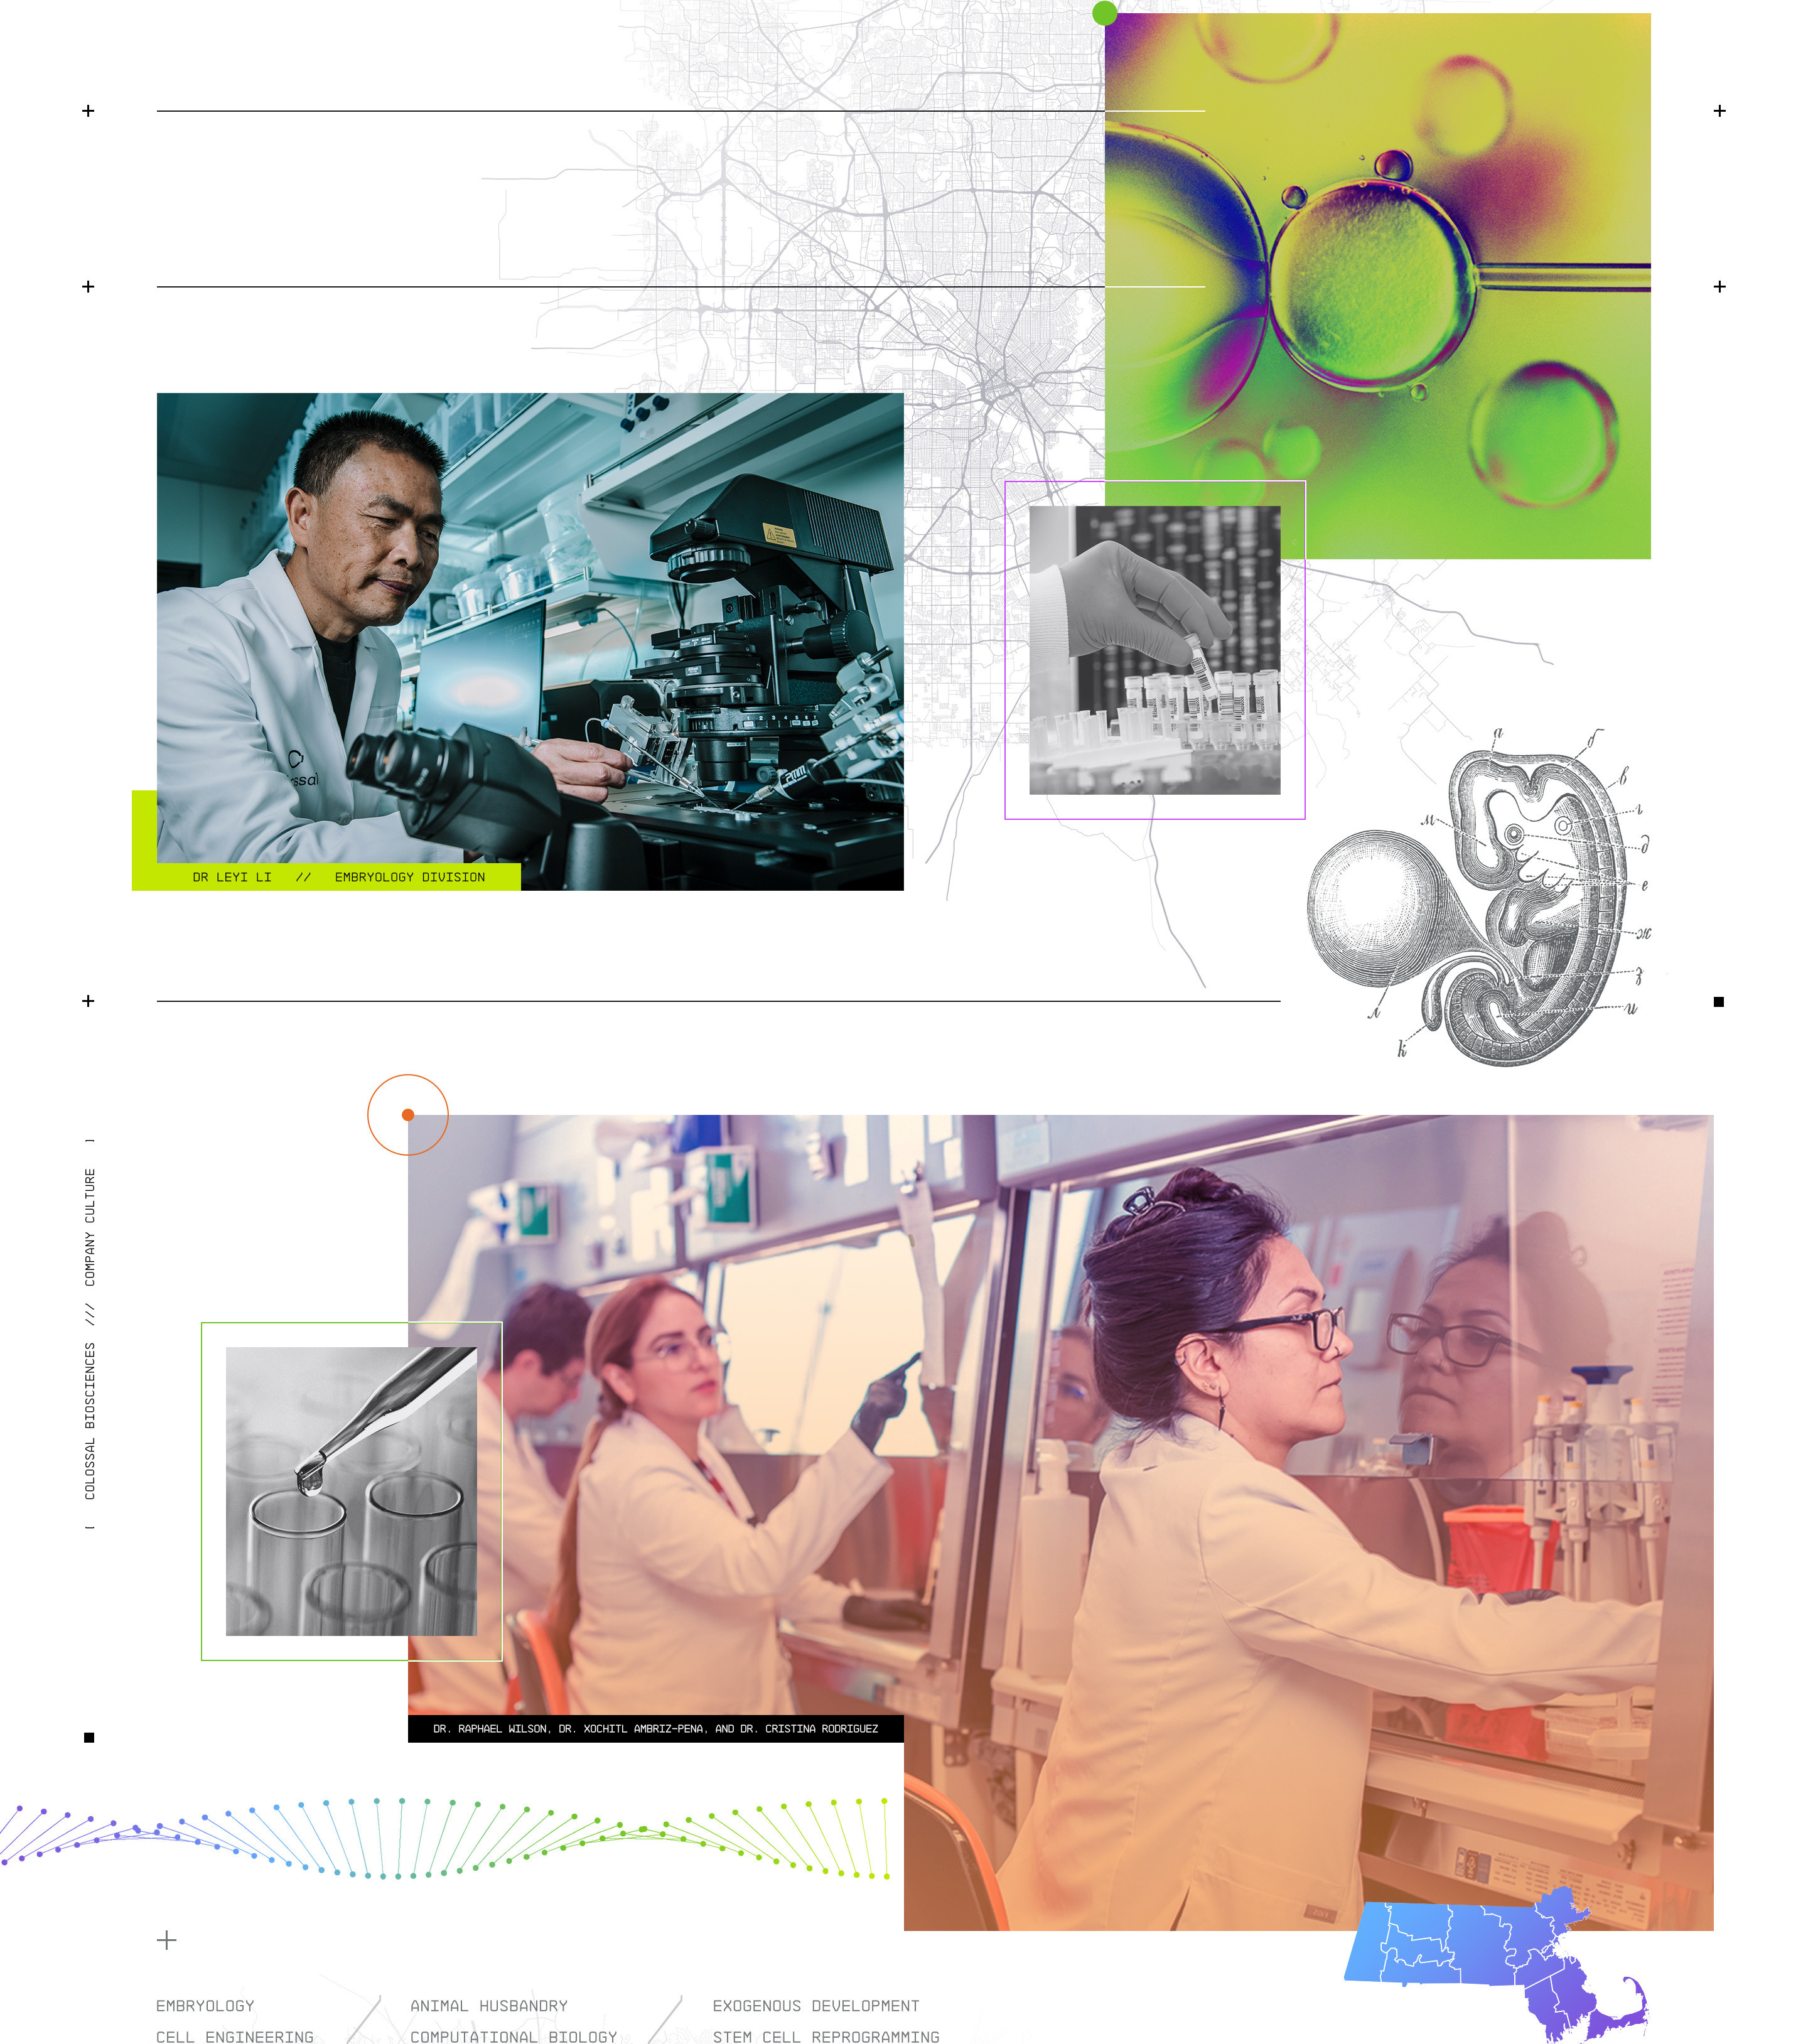 DR LEYI LI // EMBRYOLOGY DIVISION
а
б
в
г
д
е
ж
з
и
k
л
м
[ COLOSSAL BIOSCIENCES /// COMPANY CULTURE ]
DR. RAPHAEL WILSON, DR. XOCHITL AMBRIZ-PENA, AND DR. CRISTINA RODRIGUEZ
EMBRYOLOGY / ANIMAL HUSBANDRY / EXOGENOUS DEVELOPMENT
CELL ENGINEERING COMPUTATIONAL BIOLOGY STEM CELL REPROGRAMMING